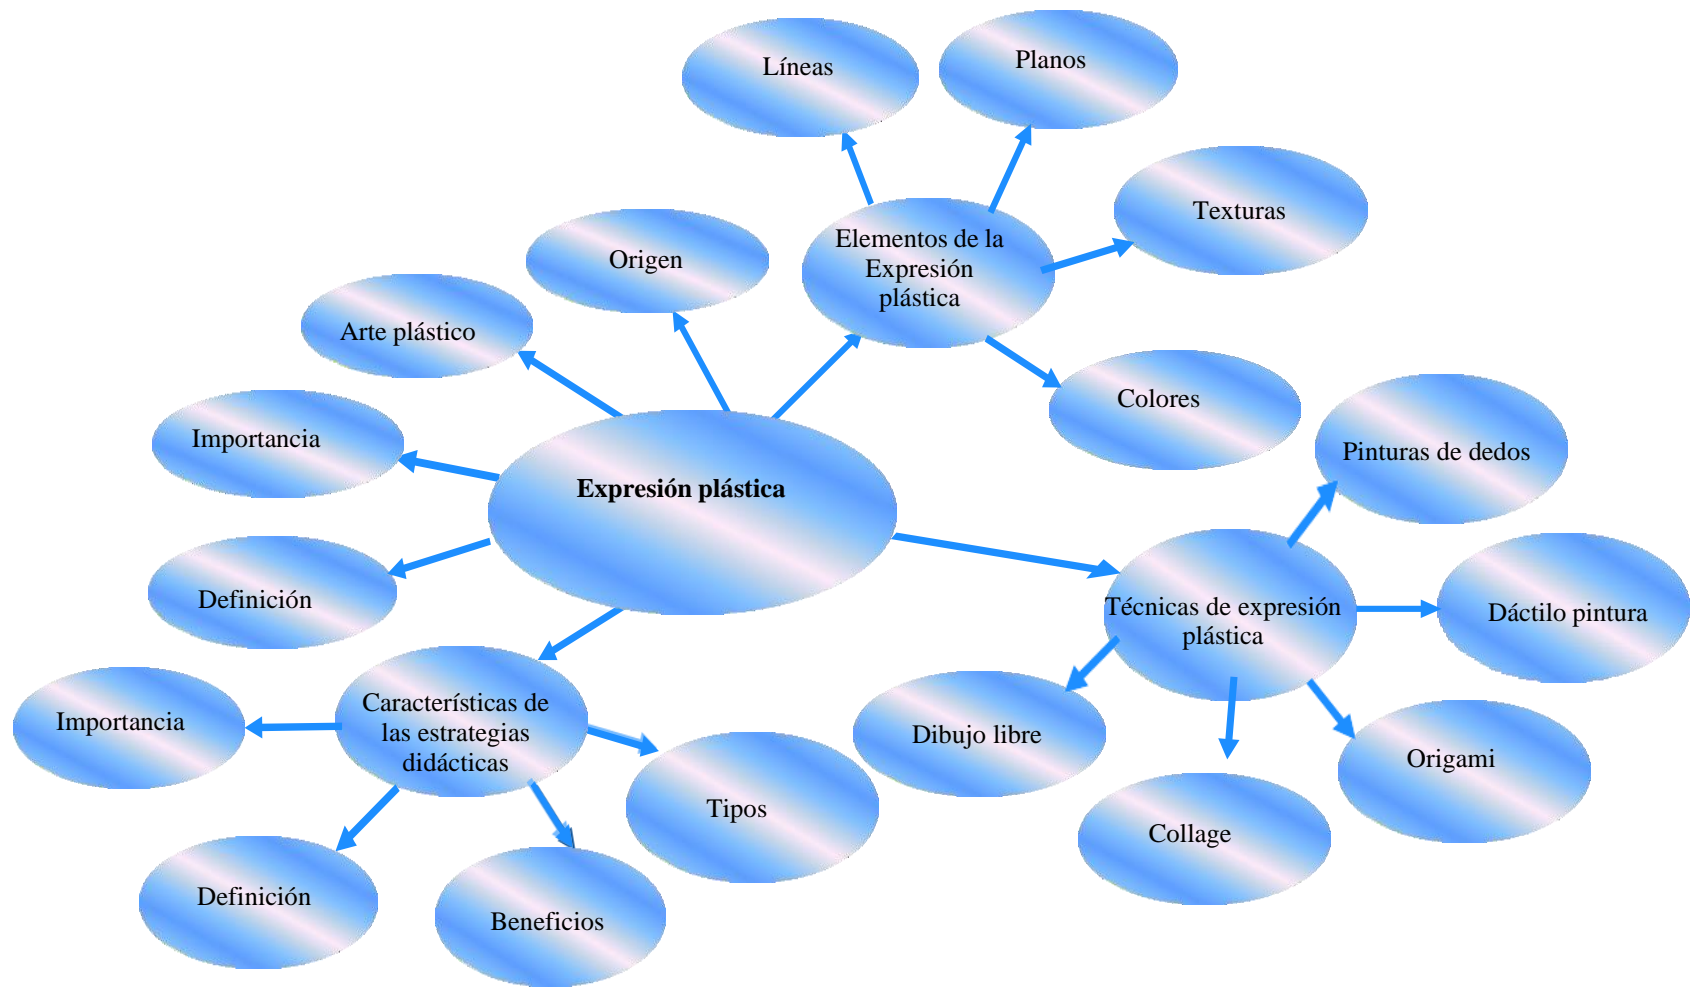 Líneas
Planos
Texturas
Elementos de la
Expresión
plástica
Origen
Arte plástico
Colores
Importancia
Pinturas de dedos
Expresión plástica
Definición
Técnicas de expresión
plástica
Dáctilo pintura
Importancia
Características de
las estrategias
didácticas
Dibujo libre
Origami
Tipos
Collage
Definición
Beneficios